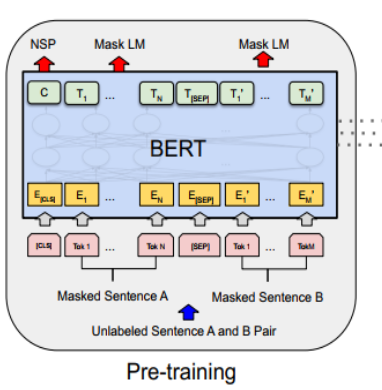 NSP Mask LM Mask LM
C T1 ... TN T[SEP] T1' ... TM'
BERT
E[CLS] E1 ... EN E[SEP] E1' ... EM'
[CLS] Tok 1 ... Tok N [SEP] Tok 1 ... TokM
Masked Sentence A Masked Sentence B
Unlabeled Sentence A and B Pair
Pre-training